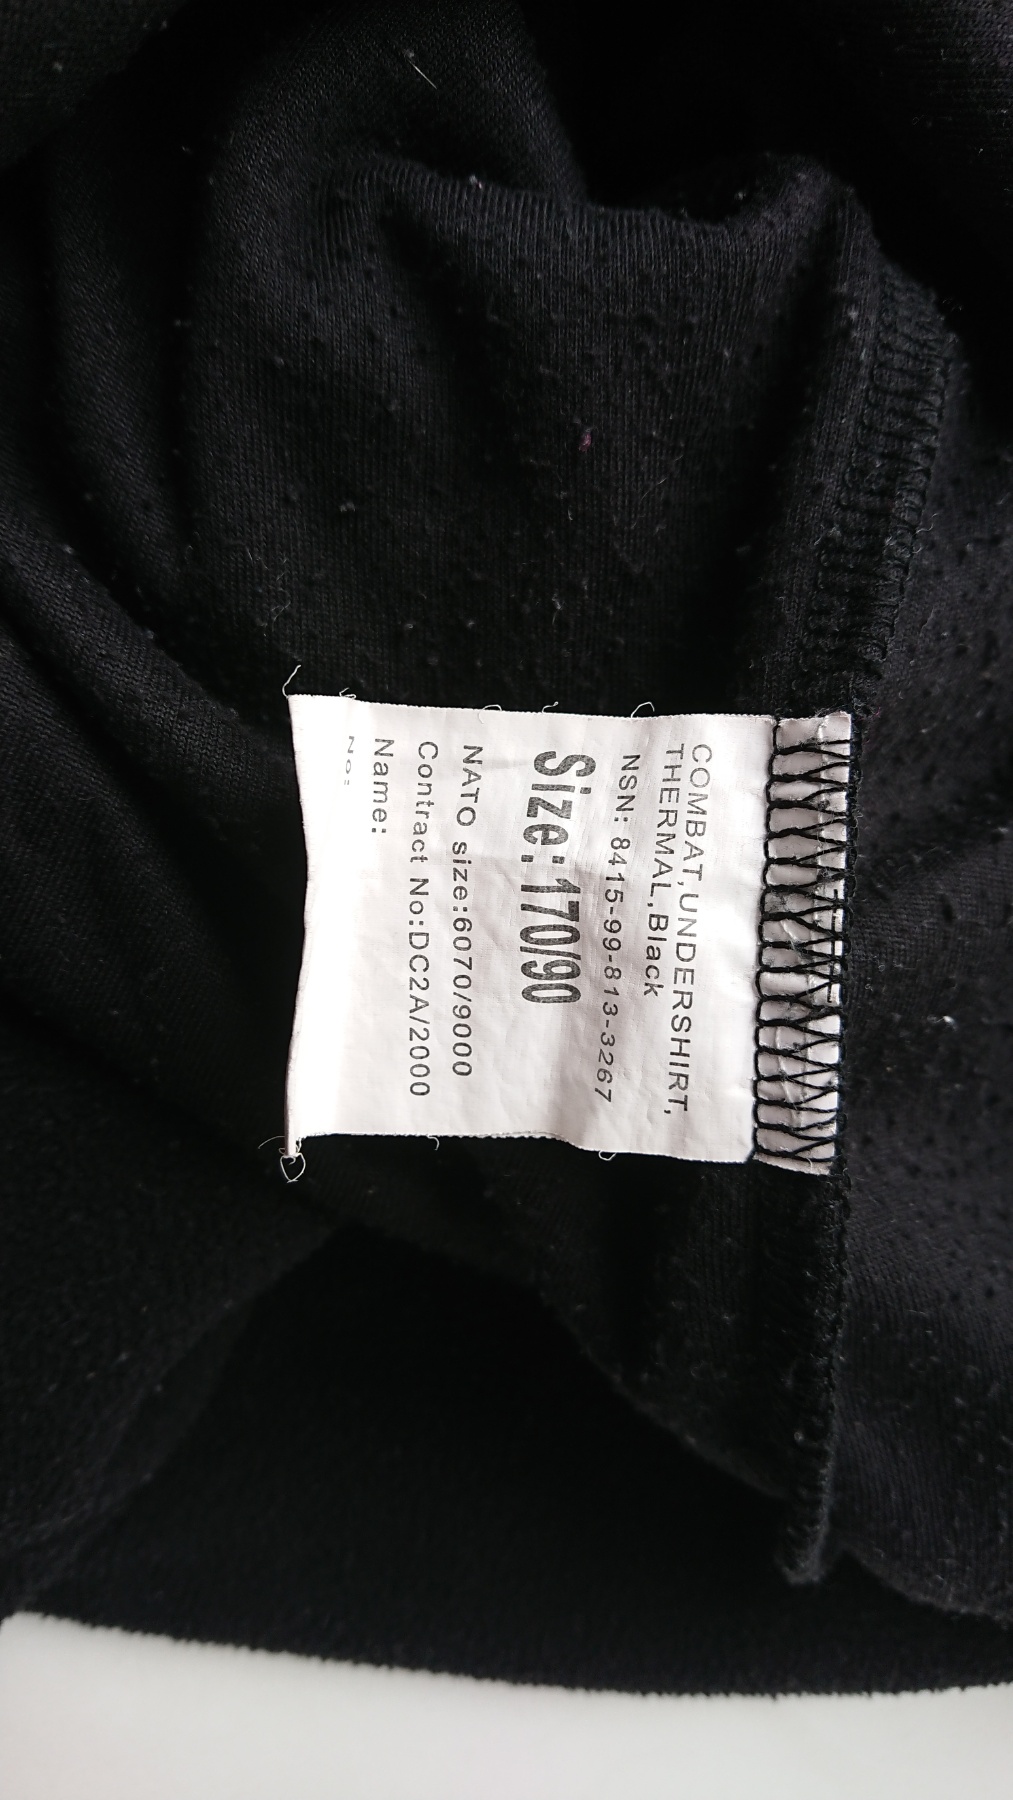 COMBAT,UNDERSHIRT,
THERMAL,Black
NSN: 8415-99-813-3267
Size:170/90
NATO size:6070/9000
Contract No:DC2A/2000
Name:
No: